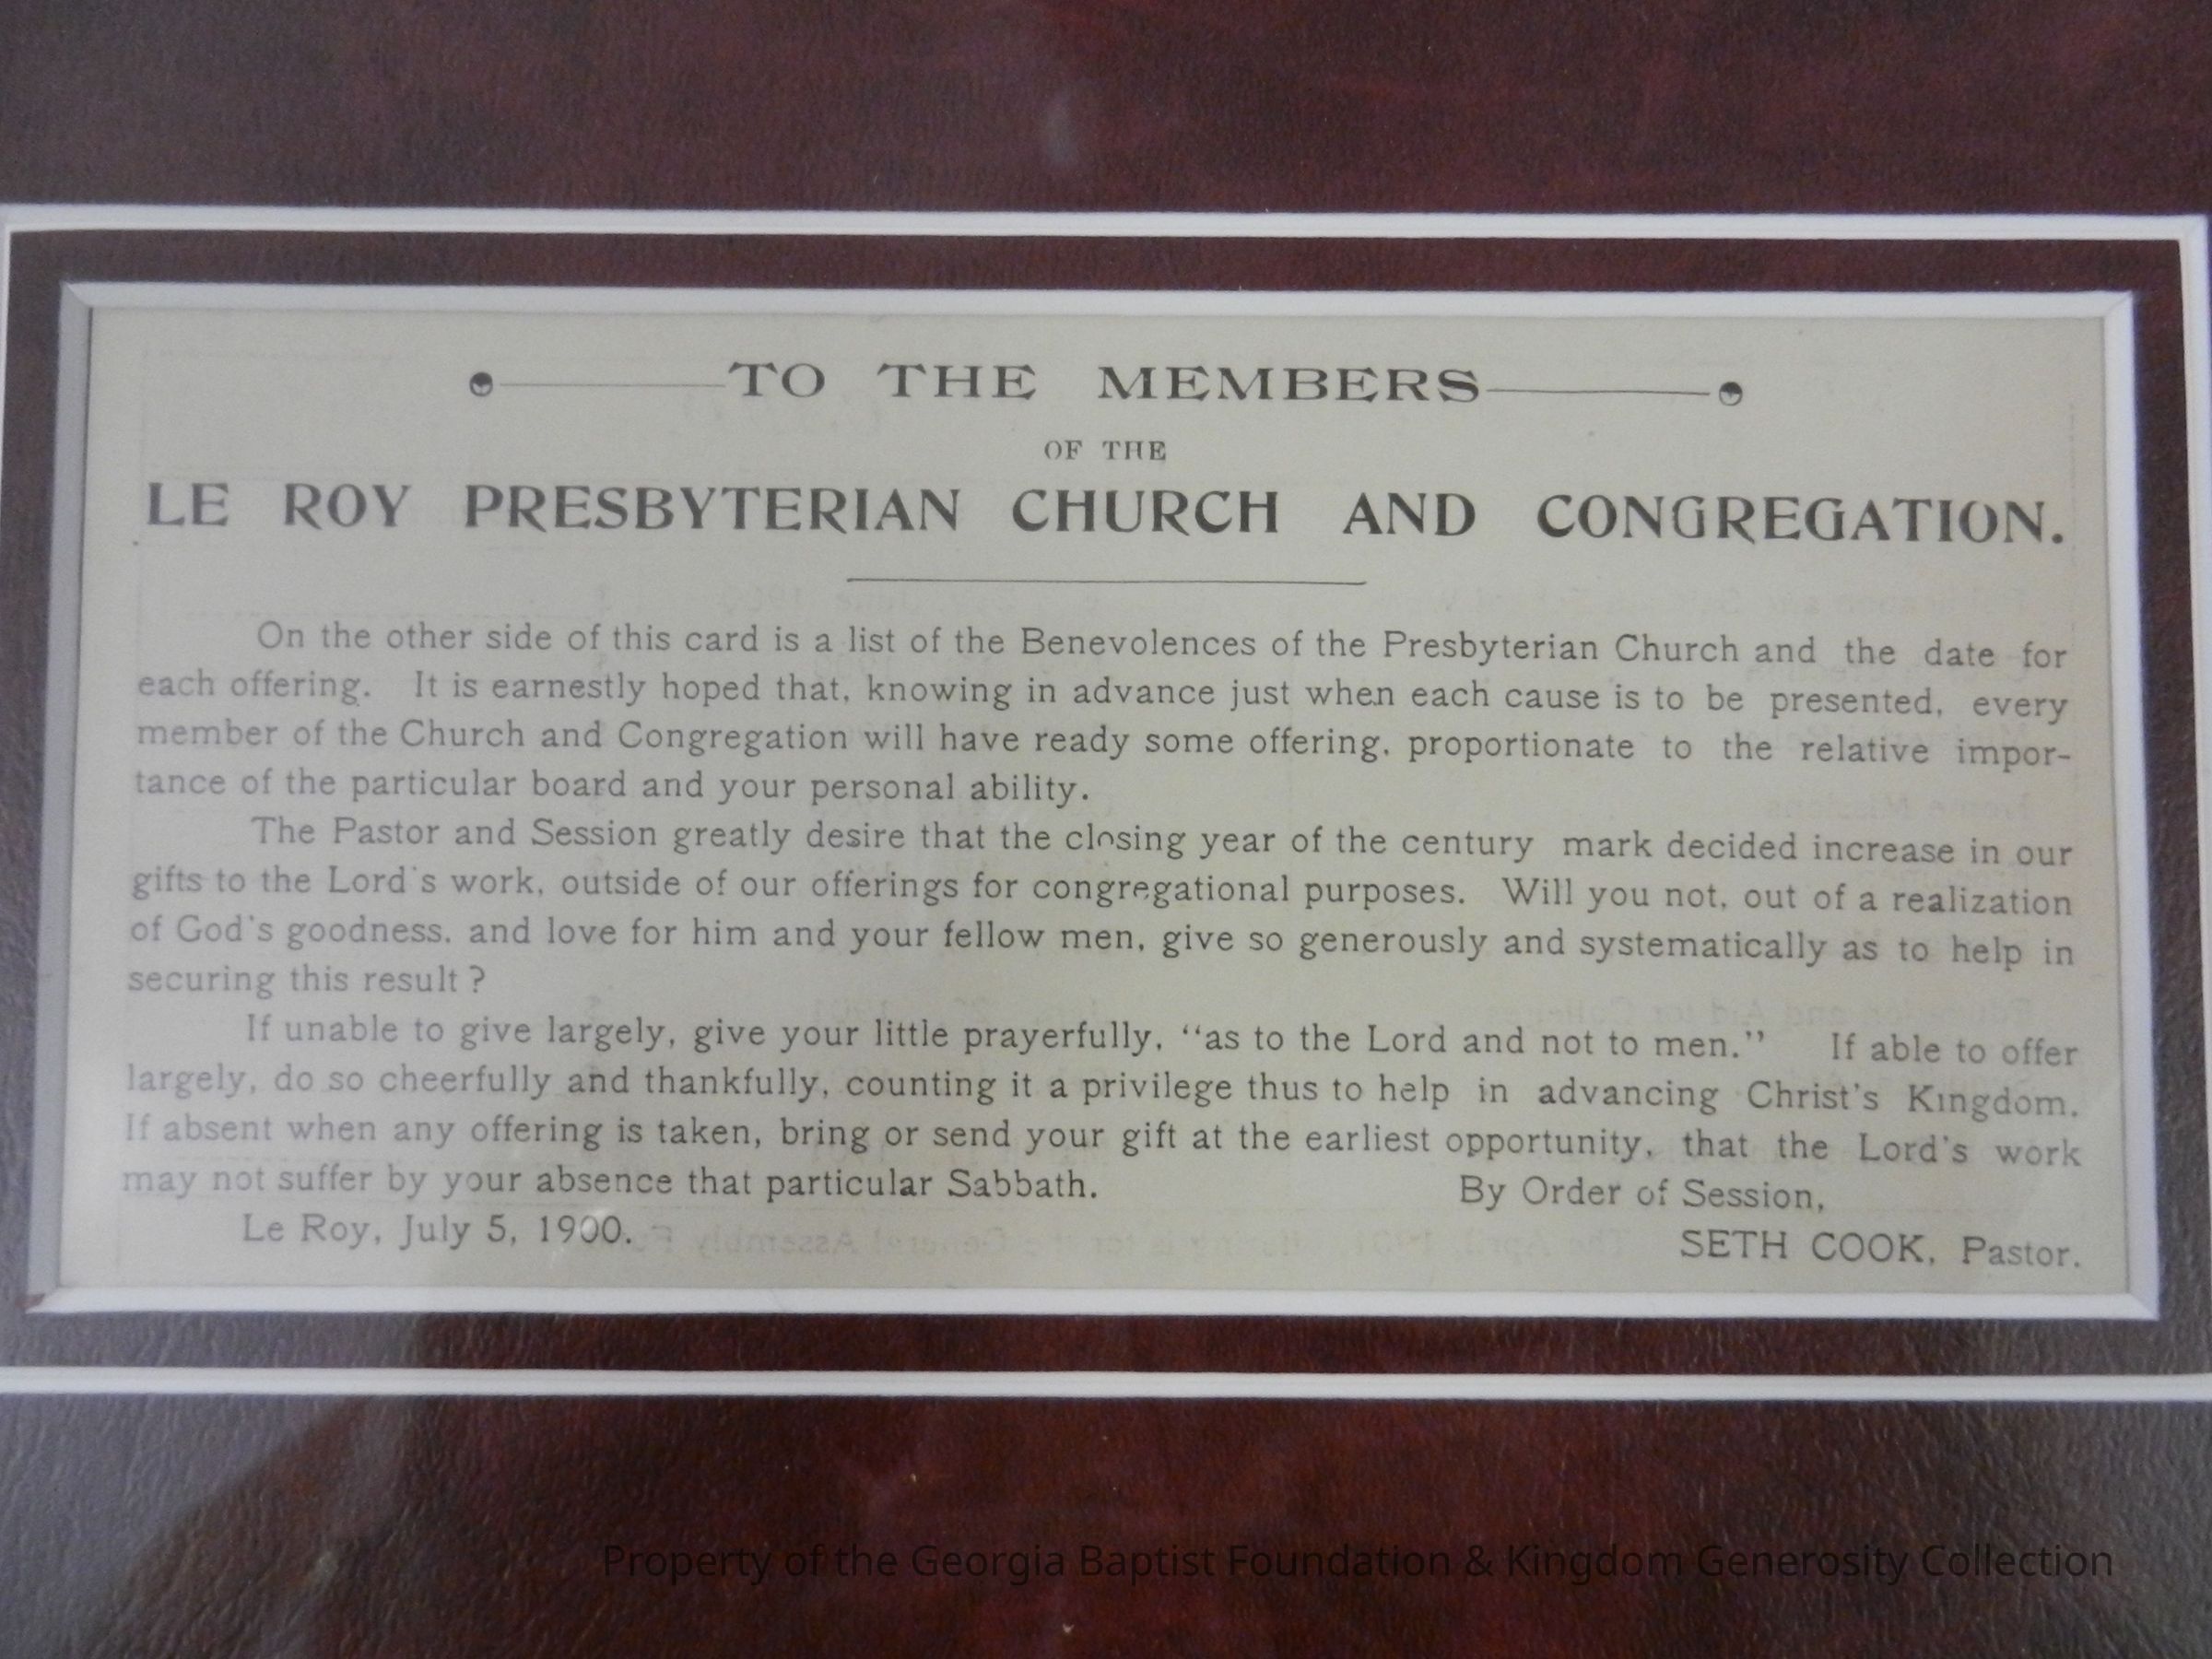 TO THE MEMBERS
OF THE
LE ROY PRESBYTERIAN CHURCH AND CONGREGATION.
On the other side of this card is a list of the Benevolences of the Presbyterian Church and the date for
each offering. It is earnestly hoped that, knowing in advance just when each cause is to be presented, every
member of the Church and Congregation will have ready some offering, proportionate to the relative impor-
tance of the particular board and your personal ability.
The Pastor and Session greatly desire that the closing year of the century mark decided increase in our
gifts to the Lord's work, outside of our offerings for congregational purposes. Will you not, out of a realization
of God's goodness, and love for him and your fellow men, give so generously and systematically as to help in
securing this result ?
If unable to give largely, give your little prayerfully, “as to the Lord and not to men.” If able to offer
largely, do so cheerfully and thankfully, counting it a privilege thus to help in advancing Christ's Kingdom.
If absent when any offering is taken, bring or send your gift at the earliest opportunity, that the Lord's work
may not suffer by your absence that particular Sabbath. By Order of Session,
Le Roy, July 5, 1900. SETH COOK, Pastor.
Property of the Georgia Baptist Foundation & Kingdom Generosity Collection